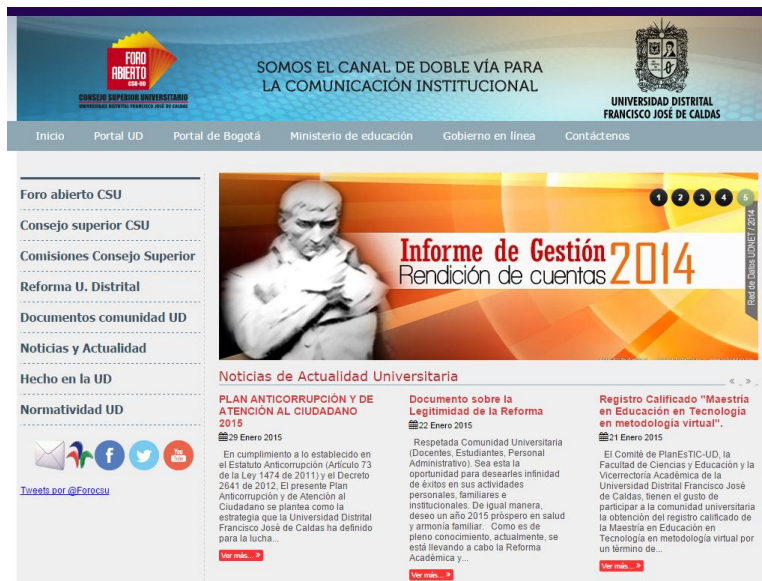 FORO
ABIERTO
CSU-UD
CONSEJO SUPERIOR UNIVERSITARIO
UNIVERSIDAD DISTRITAL FRANCISCO JOSÉ DE CALDAS
SOMOS EL CANAL DE DOBLE VÍA PARA
LA COMUNICACIÓN INSTITUCIONAL
UNIVERSIDAD DISTRITAL
FRANCISCO JOSÉ DE CALDAS
Inicio Portal UD Portal de Bogotá Ministerio de educación Gobierno en línea Contáctenos
Foro abierto CSU
Consejo superior CSU
Comisiones Consejo Superior
Reforma U. Distrital
Documentos comunidad UD
Noticias y Actualidad
Hecho en la UD
Normatividad UD
You
Tube
Tweets por @Forocsu
1 2 3 4 5
Informe de Gestión 2014
Rendición de cuentas
Red de Datos UDNET / 2014
Noticias de Actualidad Universitaria
« »
PLAN ANTICORRUPCIÓN Y DE
ATENCIÓN AL CIUDADANO
2015
29 Enero 2015
En cumplimiento a lo establecido en
el Estatuto Anticorrupción (Artículo 73
de la Ley 1474 de 2011) y el Decreto
2641 de 2012, El presente Plan
Anticorrupción y de Atención al
Ciudadano se plantea como la
estrategia que la Universidad Distrital
Francisco José de Caldas ha definido
para la lucha...
Ver más... »
Documento sobre la
Legitimidad de la Reforma
22 Enero 2015
Respetada Comunidad Universitaria
(Docentes, Estudiantes, Personal
Administrativo). Sea esta la
oportunidad para desearles infinidad
de éxitos en sus actividades
personales, familiares e
institucionales. De igual manera,
deseo un año 2015 próspero en salud
y armonía familiar. Como es de
pleno conocimiento, actualmente, se
está llevando a cabo la Reforma
Académica y...
Ver más... »
Registro Calificado "Maestría
en Educación en Tecnología
en metodología virtual".
21 Enero 2015
El Comité de PlanEsTIC-UD, la
Facultad de Ciencias y Educación y la
Vicerrectoría Académica de la
Universidad Distrital Francisco José
de Caldas, tienen el gusto de
participar a la comunidad universitaria
la obtención del registro calificado de
la Maestría en Educación en
Tecnología en metodología virtual por
un término de...
Ver más... »